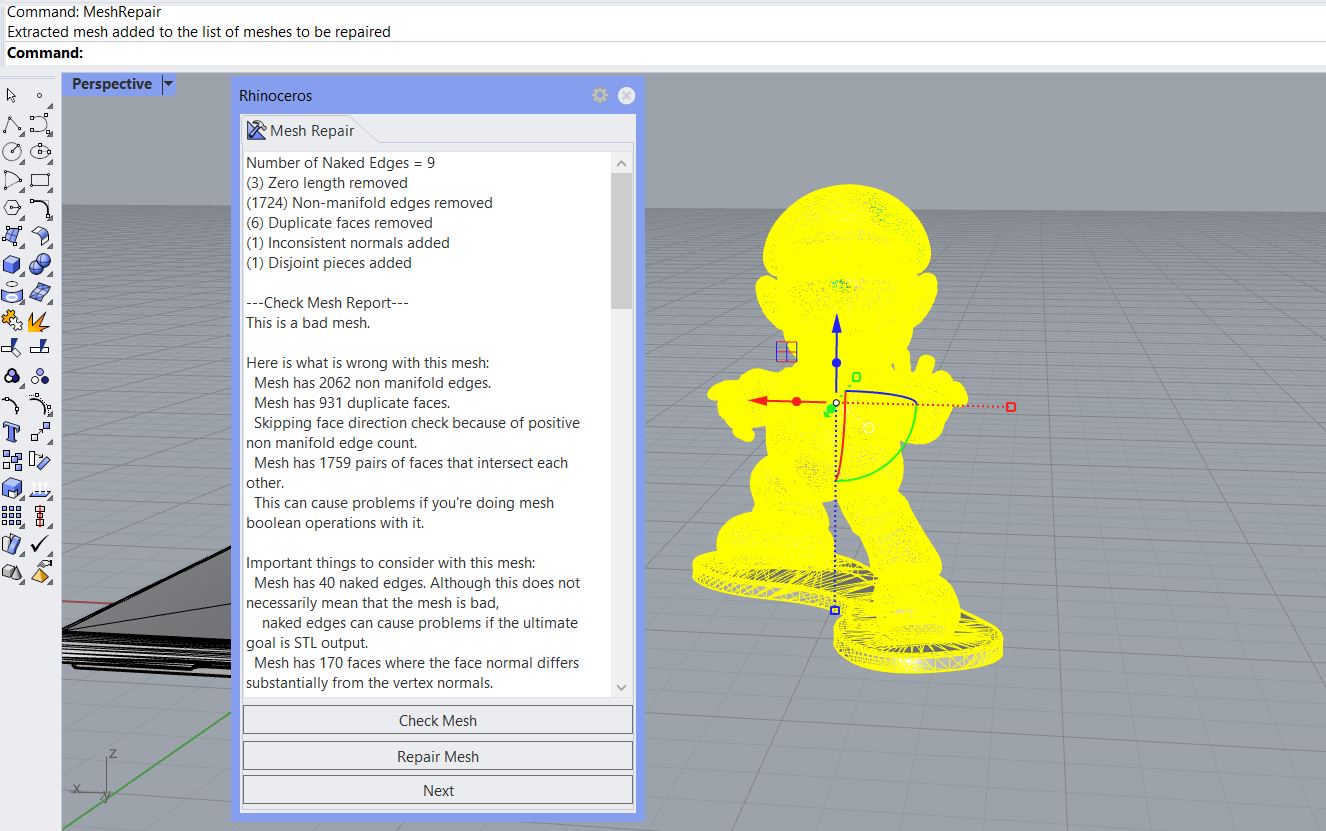 Command: MeshRepair
Extracted mesh added to the list of meshes to be repaired
Command:
Perspective
Rhinoceros
Mesh Repair
Number of Naked Edges = 9
(3) Zero length removed
(1724) Non-manifold edges removed
(6) Duplicate faces removed
(1) Inconsistent normals added
(1) Disjoint pieces added
---Check Mesh Report---
This is a bad mesh.
Here is what is wrong with this mesh:
Mesh has 2062 non manifold edges.
Mesh has 931 duplicate faces.
Skipping face direction check because of positive
non manifold edge count.
Mesh has 1759 pairs of faces that intersect each
other.
This can cause problems if you're doing mesh
boolean operations with it.
Important things to consider with this mesh:
Mesh has 40 naked edges. Although this does not
necessarily mean that the mesh is bad,
naked edges can cause problems if the ultimate
goal is STL output.
Mesh has 170 faces where the face normal differs
substantially from the vertex normals.
Check Mesh
Repair Mesh
Next
z
x
y